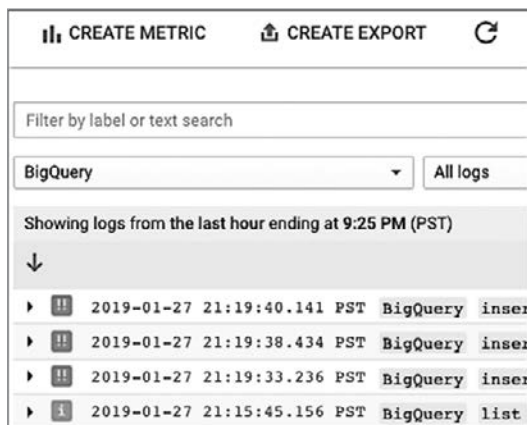 CREATE METRIC CREATE EXPORT
Filter by label or text search
BigQuery All logs
Showing logs from the last hour ending at 9:25 PM (PST)
!! 2019-01-27 21:19:40.141 PST BigQuery inser
!! 2019-01-27 21:19:38.434 PST BigQuery inser
!! 2019-01-27 21:19:33.236 PST BigQuery inser
i 2019-01-27 21:15:45.156 PST BigQuery list